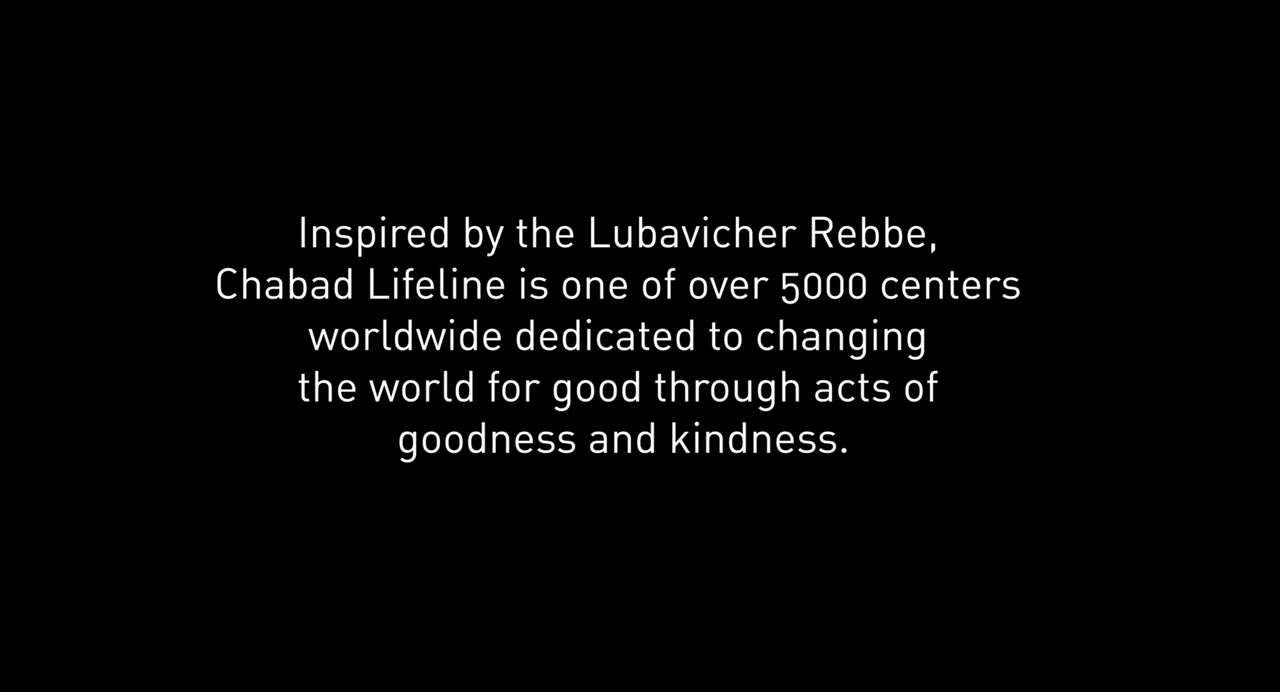 Inspired by the Lubavicher Rebbe,
Chabad Lifeline is one of over 5000 centers
worldwide dedicated to changing
the world for good through acts of
goodness and kindness.